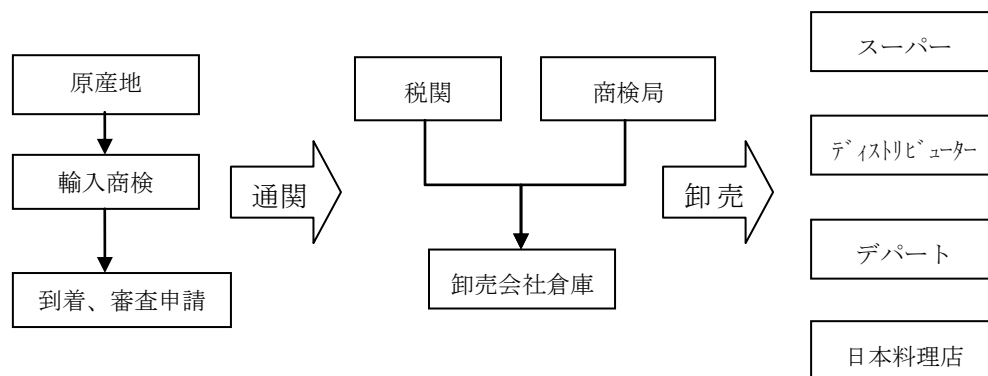 原産地
輸入商検
到着、審査申請
通関
税関
商検局
卸売会社倉庫
卸売
スーパー
ディストリビューター
デパート
日本料理店